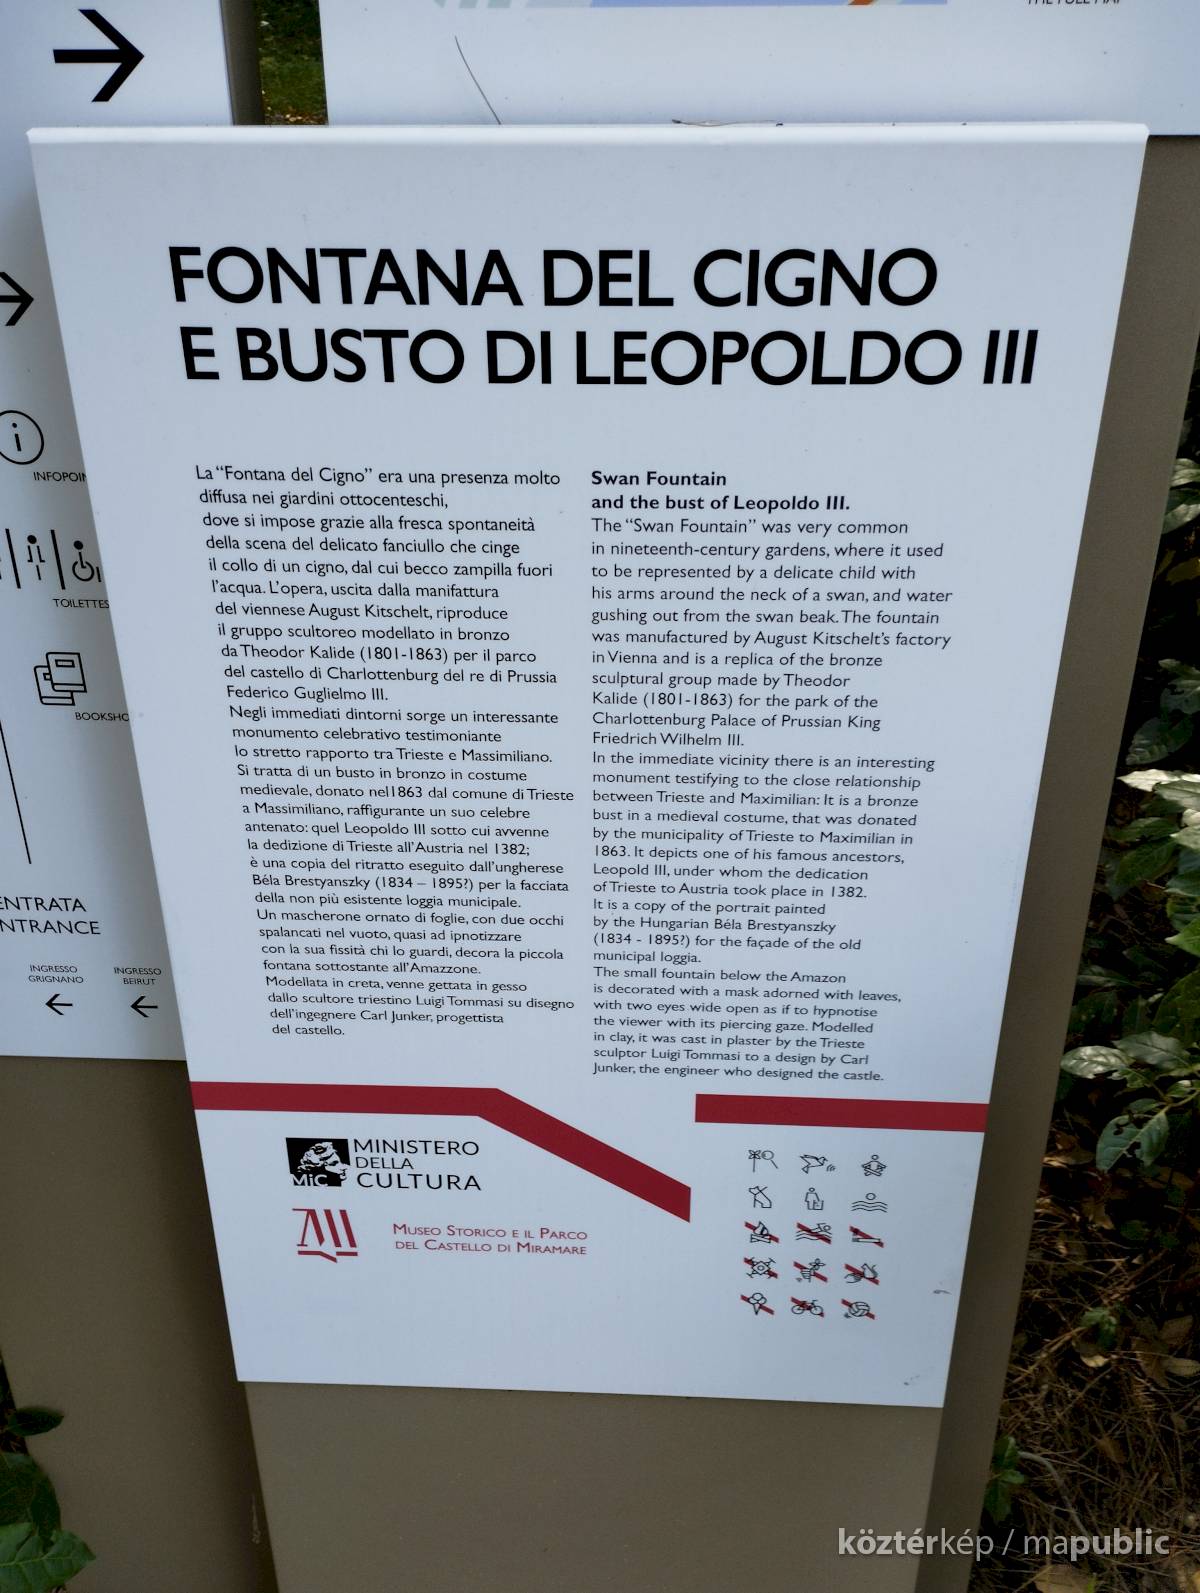 FONTANA DEL CIGNO
E BUSTO DI LEOPOLDO III
La “Fontana del Cigno” era una presenza molto
diffusa nei giardini ottocenteschi,
dove si impose grazie alla fresca spontaneità
della scena del delicato fanciullo che cinge
il collo di un cigno, dal cui becco zampilla fuori
l'acqua. L'opera, uscita dalla manifattura
del viennese August Kitschelt, riproduce
il gruppo scultoreo modellato in bronzo
da Theodor Kalide (1801-1863) per il parco
del castello di Charlottenburg del re di Prussia
Federico Guglielmo III.
Negli immediati dintorni sorge un interessante
monumento celebrativo testimoniante
lo stretto rapporto tra Trieste e Massimiliano.
Si tratta di un busto in bronzo in costume
medievale, donato nel1863 dal comune di Trieste
a Massimiliano, raffigurante un suo celebre
antenato: quel Leopoldo III sotto cui avvenne
la dedizione di Trieste all'Austria nel 1382;
è una copia del ritratto eseguito dall'ungherese
Béla Brestyanszky (1834 – 1895?) per la facciata
della non più esistente loggia municipale.
Un mascherone ornato di foglie, con due occhi
spalancati nel vuoto, quasi ad ipnotizzare
con la sua fissità chi lo guardi, decora la piccola
fontana sottostante all'Amazzone.
Modellata in creta, venne gettata in gesso
dallo scultore triestino Luigi Tommasi su disegno
dell'ingegnere Carl Junker, progettista
del castello.
Swan Fountain
and the bust of Leopoldo III.
The “Swan Fountain” was very common
in nineteenth-century gardens, where it used
to be represented by a delicate child with
his arms around the neck of a swan, and water
gushing out from the swan beak. The fountain
was manufactured by August Kitschelt's factory
in Vienna and is a replica of the bronze
sculptural group made by Theodor
Kalide (1801-1863) for the park of the
Charlottenburg Palace of Prussian King
Friedrich Wilhelm III.
In the immediate vicinity there is an interesting
monument testifying to the close relationship
between Trieste and Maximilian: It is a bronze
bust in a medieval costume, that was donated
by the municipality of Trieste to Maximilian in
1863. It depicts one of his famous ancestors,
Leopold III, under whom the dedication
of Trieste to Austria took place in 1382.
It is a copy of the portrait painted
by the Hungarian Béla Brestyanszky
(1834 - 1895?) for the façade of the old
municipal loggia.
The small fountain below the Amazon
is decorated with a mask adorned with leaves,
with two eyes wide open as if to hypnotise
the viewer with its piercing gaze. Modelled
in clay, it was cast in plaster by the Trieste
sculptor Luigi Tommasi to a design by Carl
Junker, the engineer who designed the castle.
MiC
MINISTERO
DELLA
CULTURA
MUSEO STORICO E IL PARCO
DEL CASTELLO DI MIRAMARE
INFOPOIN
TOILETTES
BOOKSHO
ENTRATA
NTRANCE
INGRESSO
GRIGNANO
INGRESSO
BEIRUT
köztérkép / mapublic